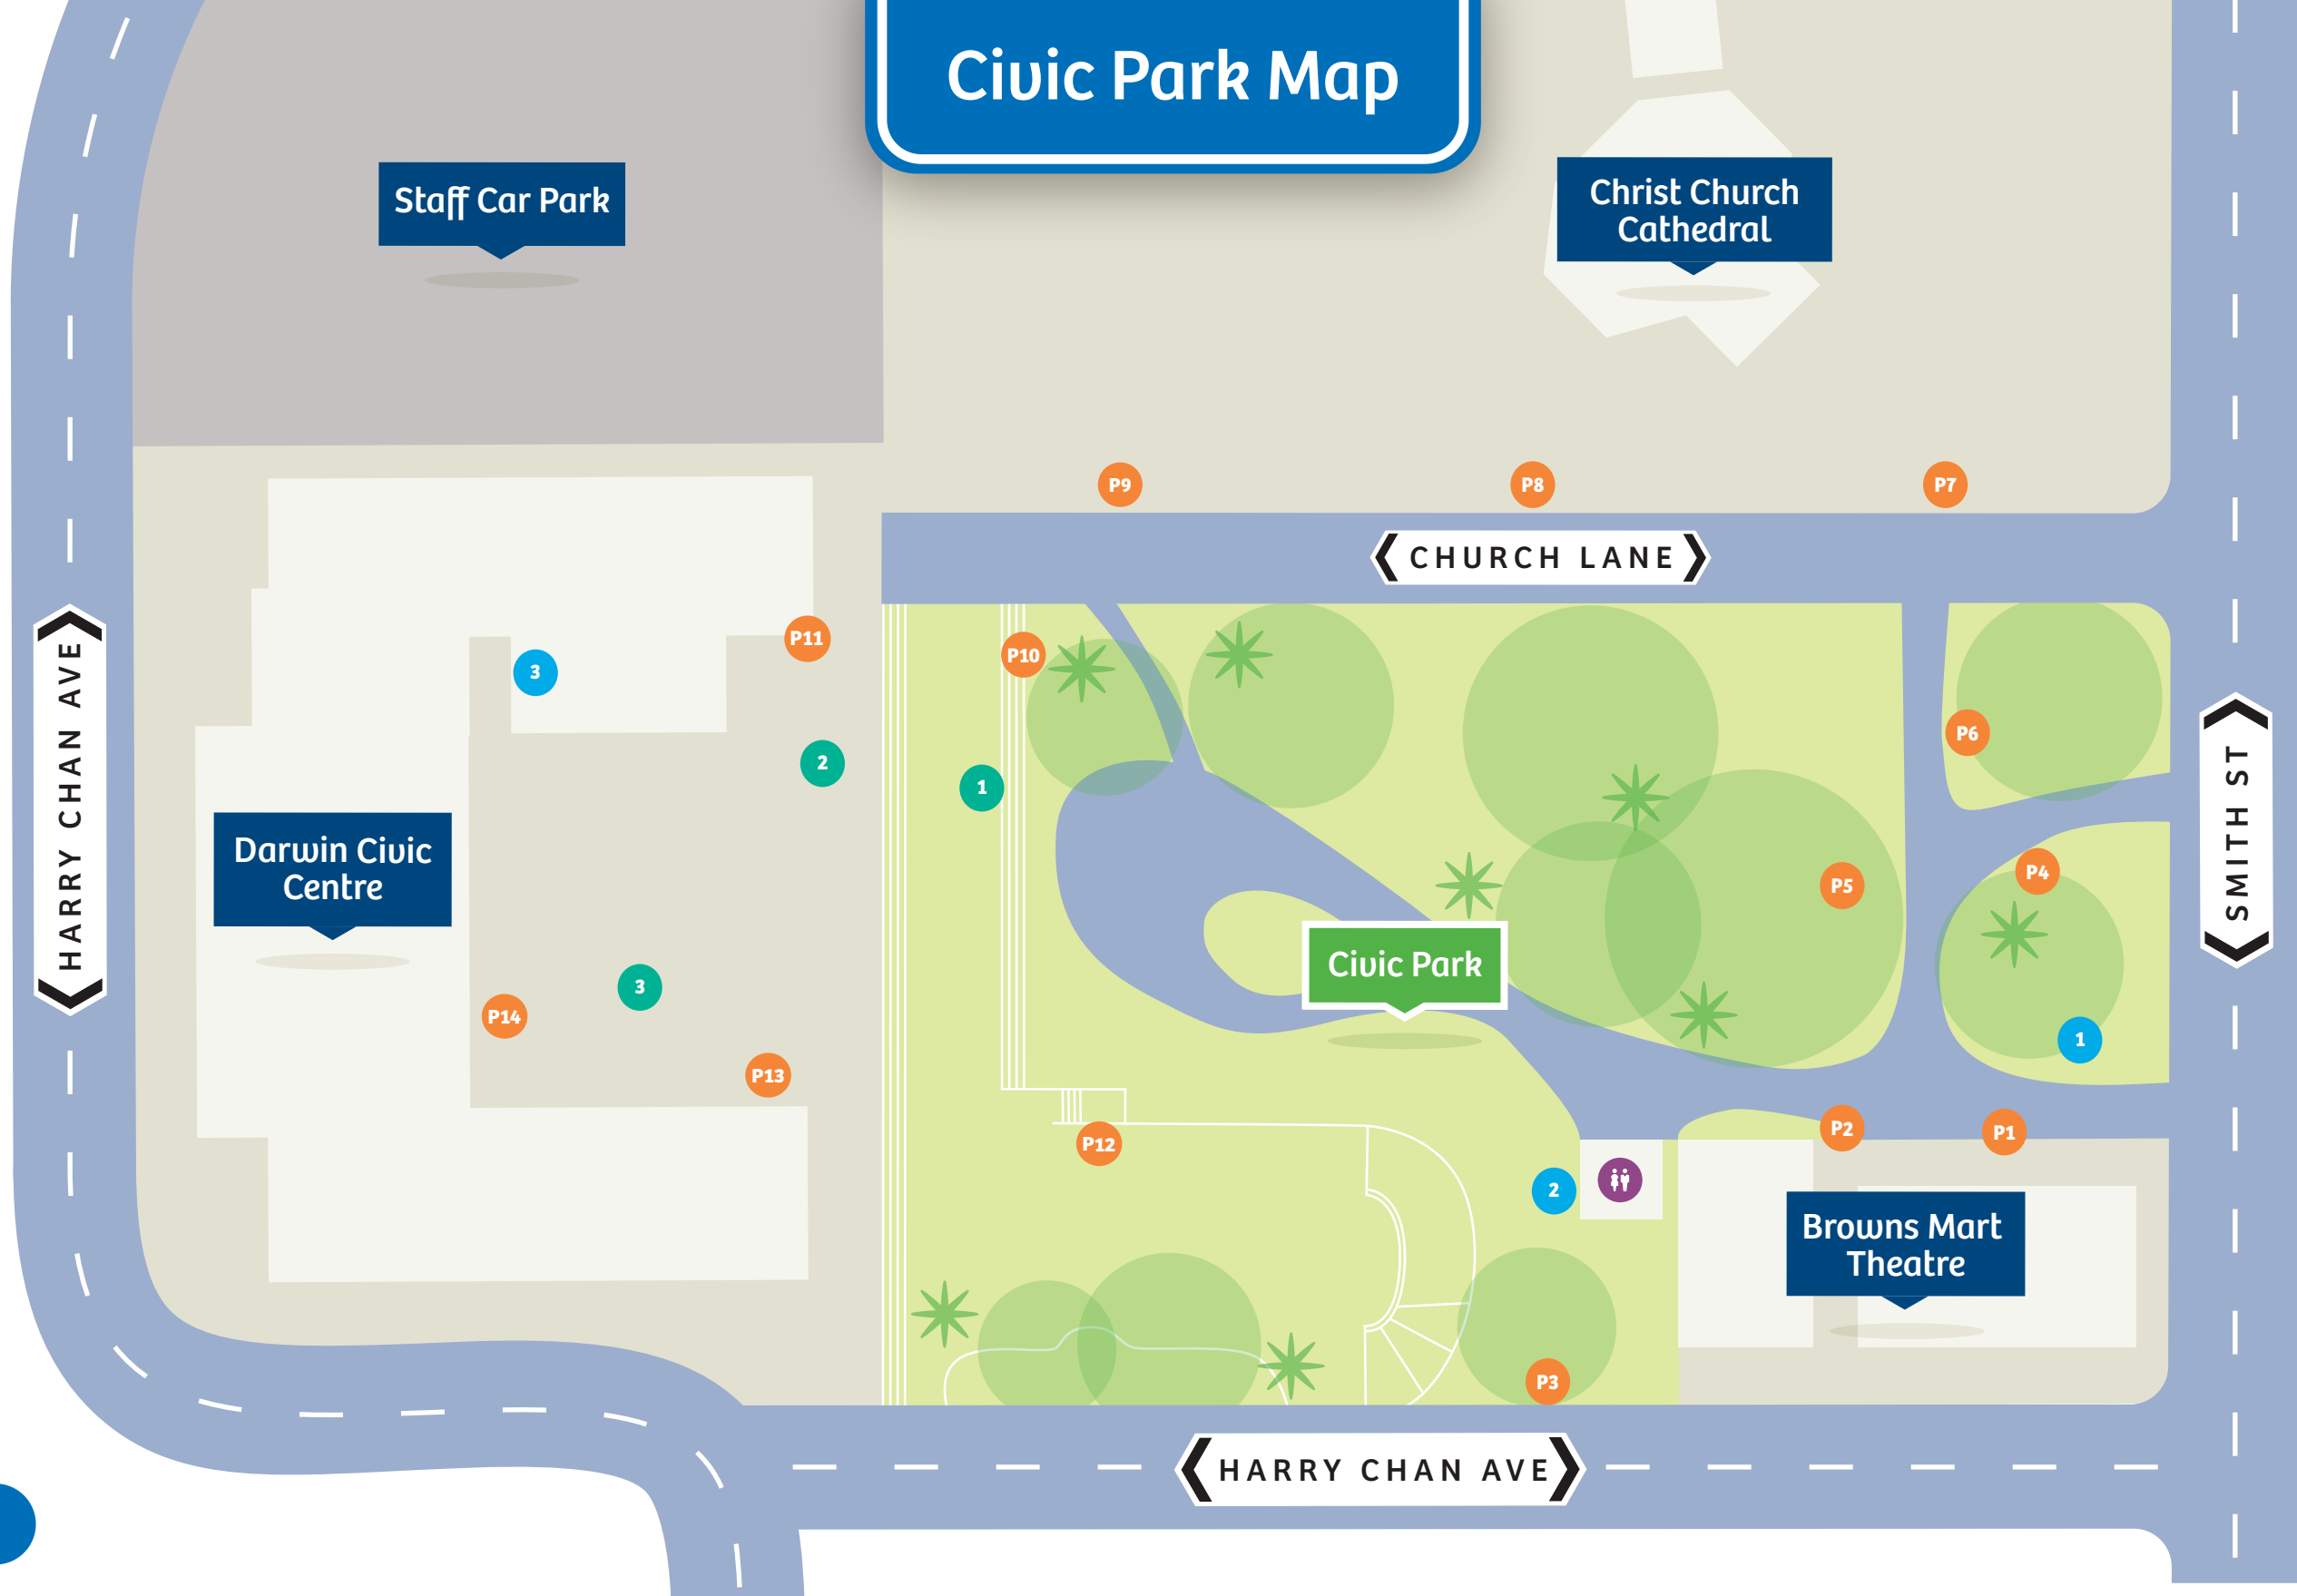 Civic Park Map
Staff Car Park
Christ Church
Cathedral
P9
P8
P7
CHURCH LANE
HARRY CHAN AVE
P11
P10
3
P6
2
1
SMITH ST
Darwin Civic
Centre
P5
P4
Civic Park
3
P14
1
P13
P12
P2
P1
2
Browns Mart
Theatre
P3
HARRY CHAN AVE